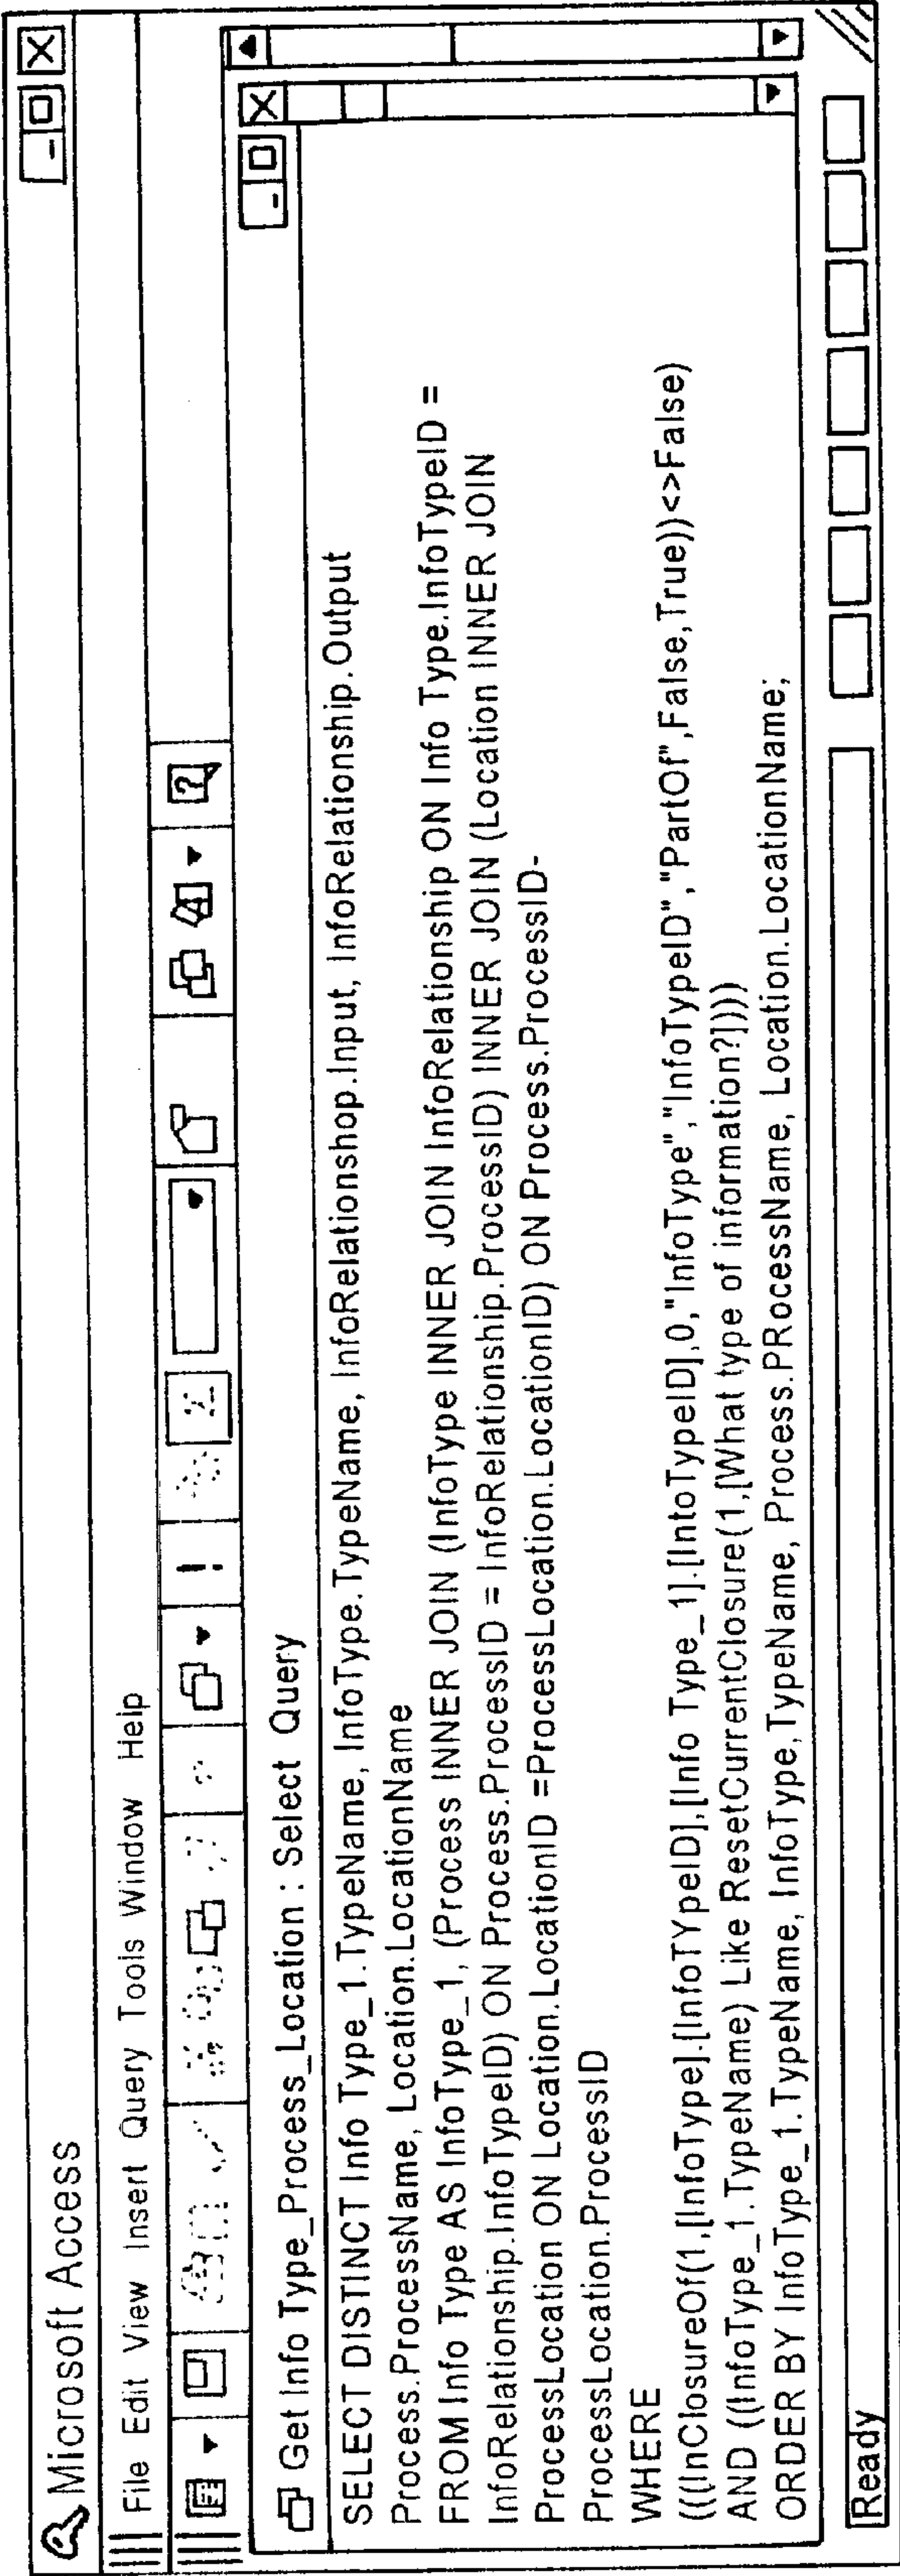 Microsoft Access
File Edit View Insert Query Tools Window Help
Get Info Type_Process_Location : Select Query
SELECT DISTINCT Info Type_1.TypeName, InfoType.TypeName, InfoRelationshop.Input, InfoRelationship.Output
Process.ProcessName, Location.LocationName
FROM Info Type AS InfoType_1, (Process INNER JOIN (InfoType INNER JOIN InfoRelationship ON Info Type.InfoTypeID =
InfoRelationship.InfoTypeID) ON Process.ProcessID = InfoRelationship.ProcessID) INNER JOIN (Location INNER JOIN
ProcessLocation ON Location.LocationID =ProcessLocation.LocationID) ON Process.ProcessID-
ProcessLocation.ProcessID
WHERE
(((InClosureOf(1,[InfoType].[InfoTYpeID],[Info Type_1].[IntoTypeID],0,"InfoType","InfoTypeID","PartOf",False,True))<>False)
AND ((InfoType_1.TypeName) Like ResetCurrentClosure(1,[What type of information?])))
ORDER BY InfoType_1.TypeName, InfoType,TypeName, Process.PRocessName, Location.LocationName;
Ready